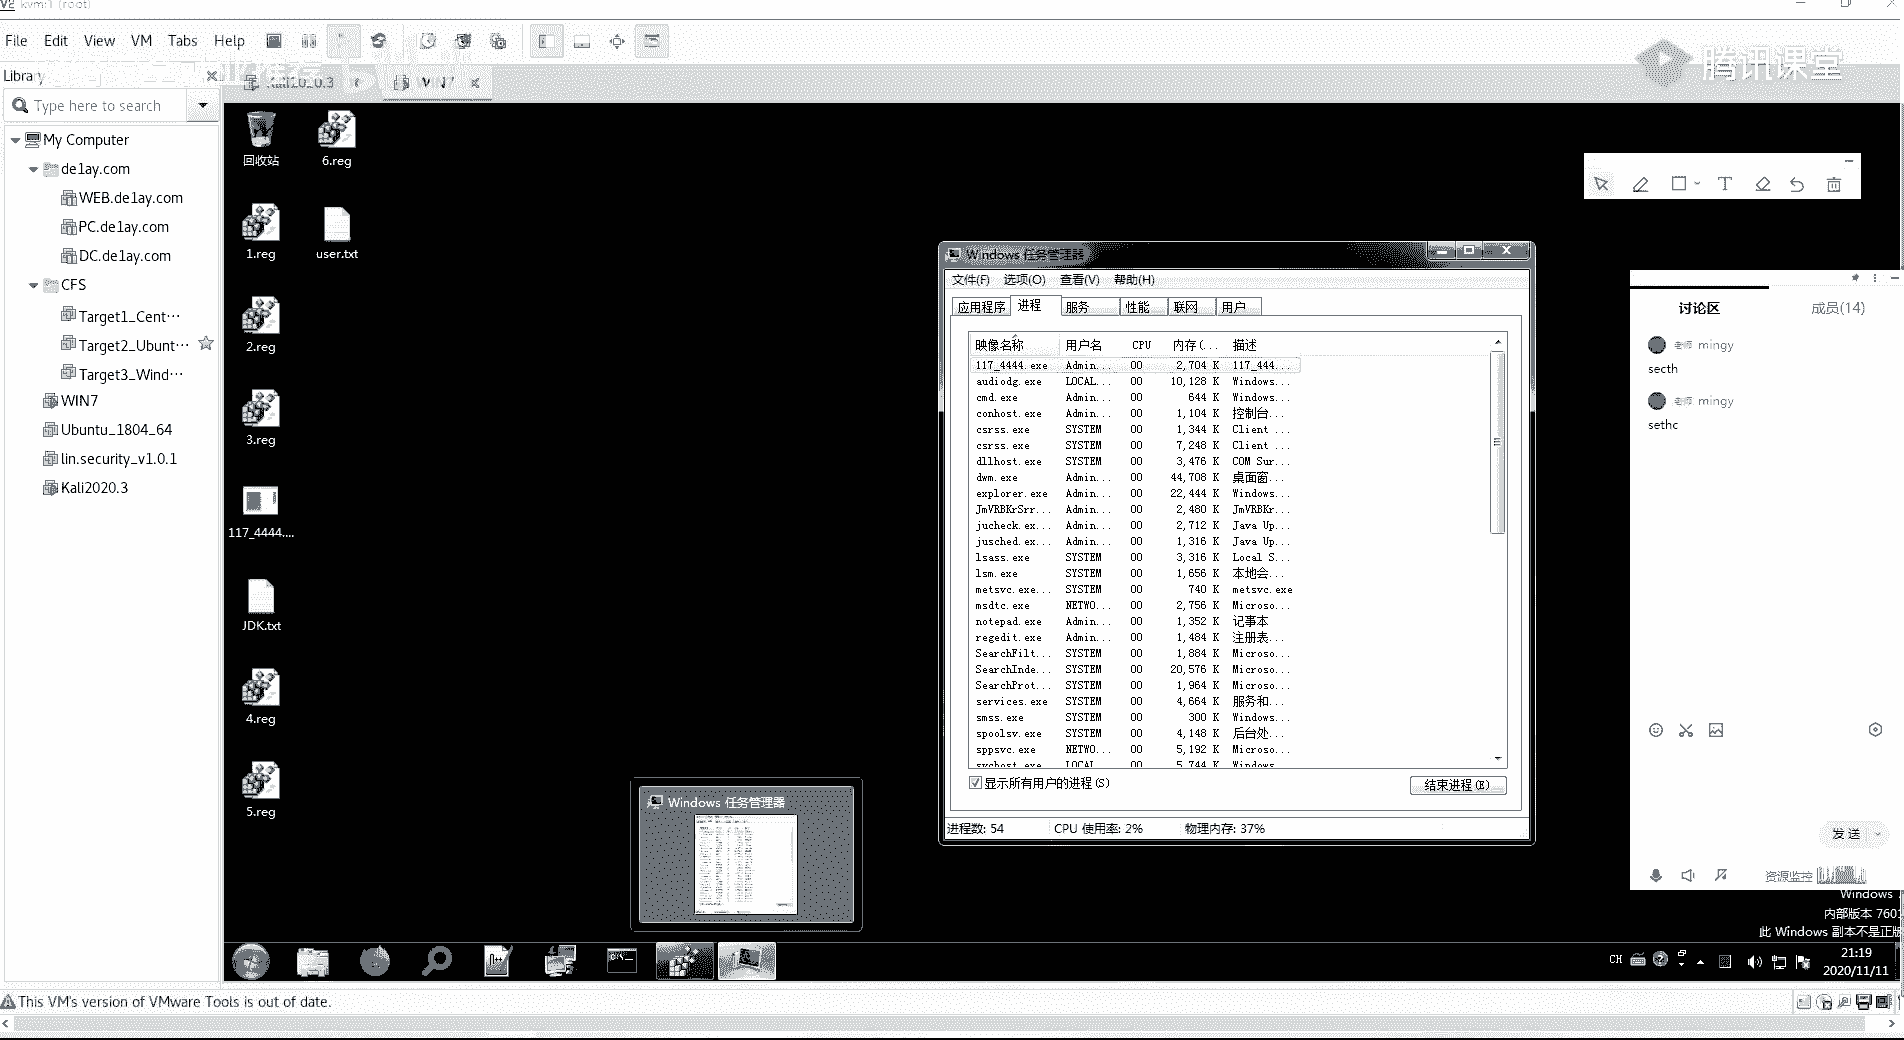 kvm:1 (root)
File Edit View VM Tabs Help
腾讯课堂
Library
Kali2020.3
Type here to search
My Computer
de1ay.com
WEB.de1ay.com
PC.de1ay.com
DC.de1ay.com
CFS
Target1_Cent···
Target2_Ubunt···
Target3_Wind···
WIN7
Ubuntu_1804_64
lin.security_v1.0.1
Kali2020.3
回收站
6.reg
1.reg
user.txt
2.reg
3.reg
117_4444....
JDK.txt
4.reg
5.reg
Windows 任务管理器
文件(F) 选项(O) 查看(V) 帮助(H)
应用程序 进程 服务 性能 联网 用户
映像名称 用户名 CPU 内存(... 描述
117_4444.exe Admin... 00 2,704 K 117_444...
audiodg.exe LOCAL... 00 10,128 K Windows...
cmd.exe Admin... 00 644 K Windows...
conhost.exe Admin... 00 1,104 K 控制台...
csrss.exe SYSTEM 00 1,344 K Client ...
csrss.exe SYSTEM 00 7,248 K Client ...
dllhost.exe SYSTEM 00 3,476 K COM Sur...
dwm.exe Admin... 00 44,708 K 桌面窗...
explorer.exe Admin... 00 22,444 K Windows...
JmVRBKrSrr... Admin... 00 2,480 K JmVRBKr...
jucheck.ex... Admin... 00 2,712 K Java Up...
jusched.ex... Admin... 00 1,316 K Java Up...
lsass.exe SYSTEM 00 3,316 K Local S...
lsm.exe SYSTEM 00 1,656 K 本地会...
metsvc.exe... SYSTEM 00 740 K metsvc.exe
msdtc.exe NETWO... 00 2,756 K Microso...
notepad.exe Admin... 00 1,352 K 记事本
regedit.exe Admin... 00 1,484 K 注册表...
SearchFilt... SYSTEM 00 1,884 K Microso...
SearchInde... SYSTEM 00 20,576 K Microso...
SearchProt... SYSTEM 00 1,964 K Microso...
services.exe SYSTEM 00 4,664 K 服务和...
smss.exe SYSTEM 00 300 K Windows...
spoolsv.exe SYSTEM 00 4,148 K 后台处...
sppsvc.exe NETWO... 00 5,192 K Microso...
svchost.exe LOCAL 00 5,744 K Windows
显示所有用户的进程(S)
结束进程(E)
进程数: 54 CPU 使用率: 2% 物理内存: 37%
Windows 任务管理器
讨论区 成员(14)
老师 mingy
secth
老师 mingy
sethc
发送
资源监控
Windows
内部版本 7601
此 Windows 副本不是正版
CH
21:19
2020/11/11
This VM's version of VMware Tools is out of date.